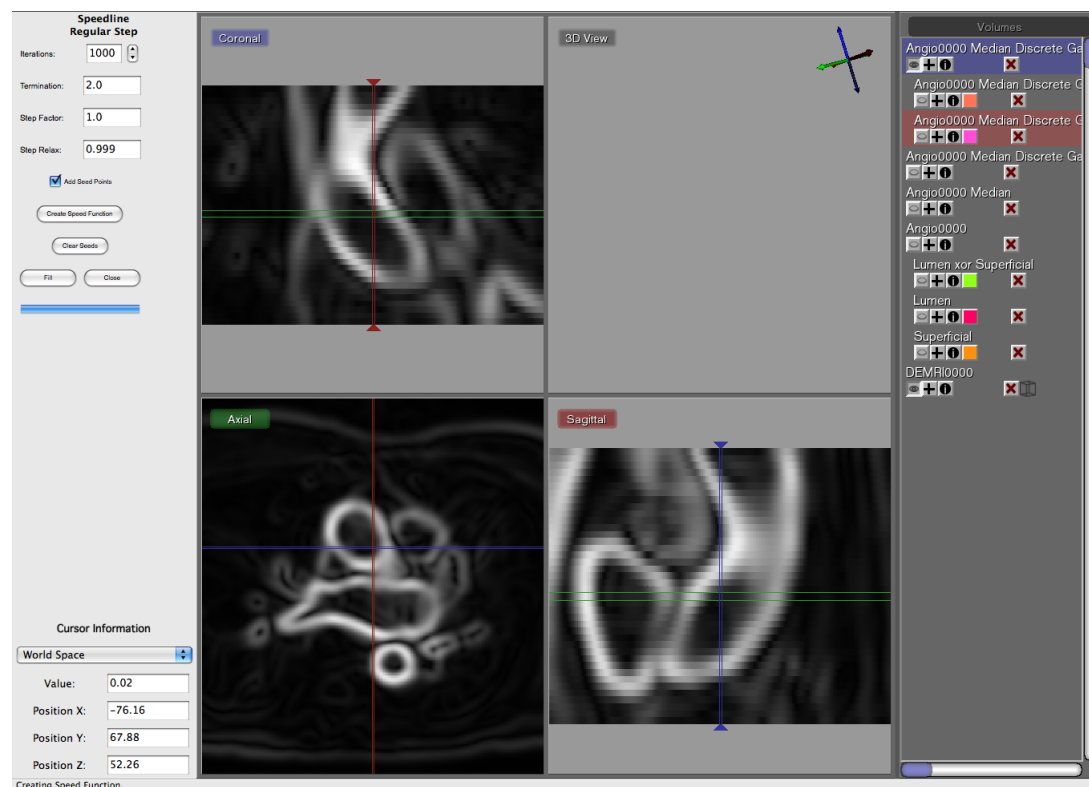 Speedline
Regular Step
Iterations: 1000
Termination: 2.0
Step Factor: 1.0
Step Relax: 0.999
Add Seed Points
Create Speed Function
Clear Seeds
Fill Close
Cursor Information
World Space
Value: 0.02
Position X: -76.16
Position Y: 67.88
Position Z: 52.26
Creating Speed Function
Coronal
3D View
Axial
Sagittal
Volumes
Angio0000 Median Discrete Ga
Angio0000 Median Discrete G
Angio0000 Median Discrete G
Angio0000 Median Discrete Ga
Angio0000 Median
Angio0000
Lumen xor Superficial
Lumen
Superficial
DEMRI0000